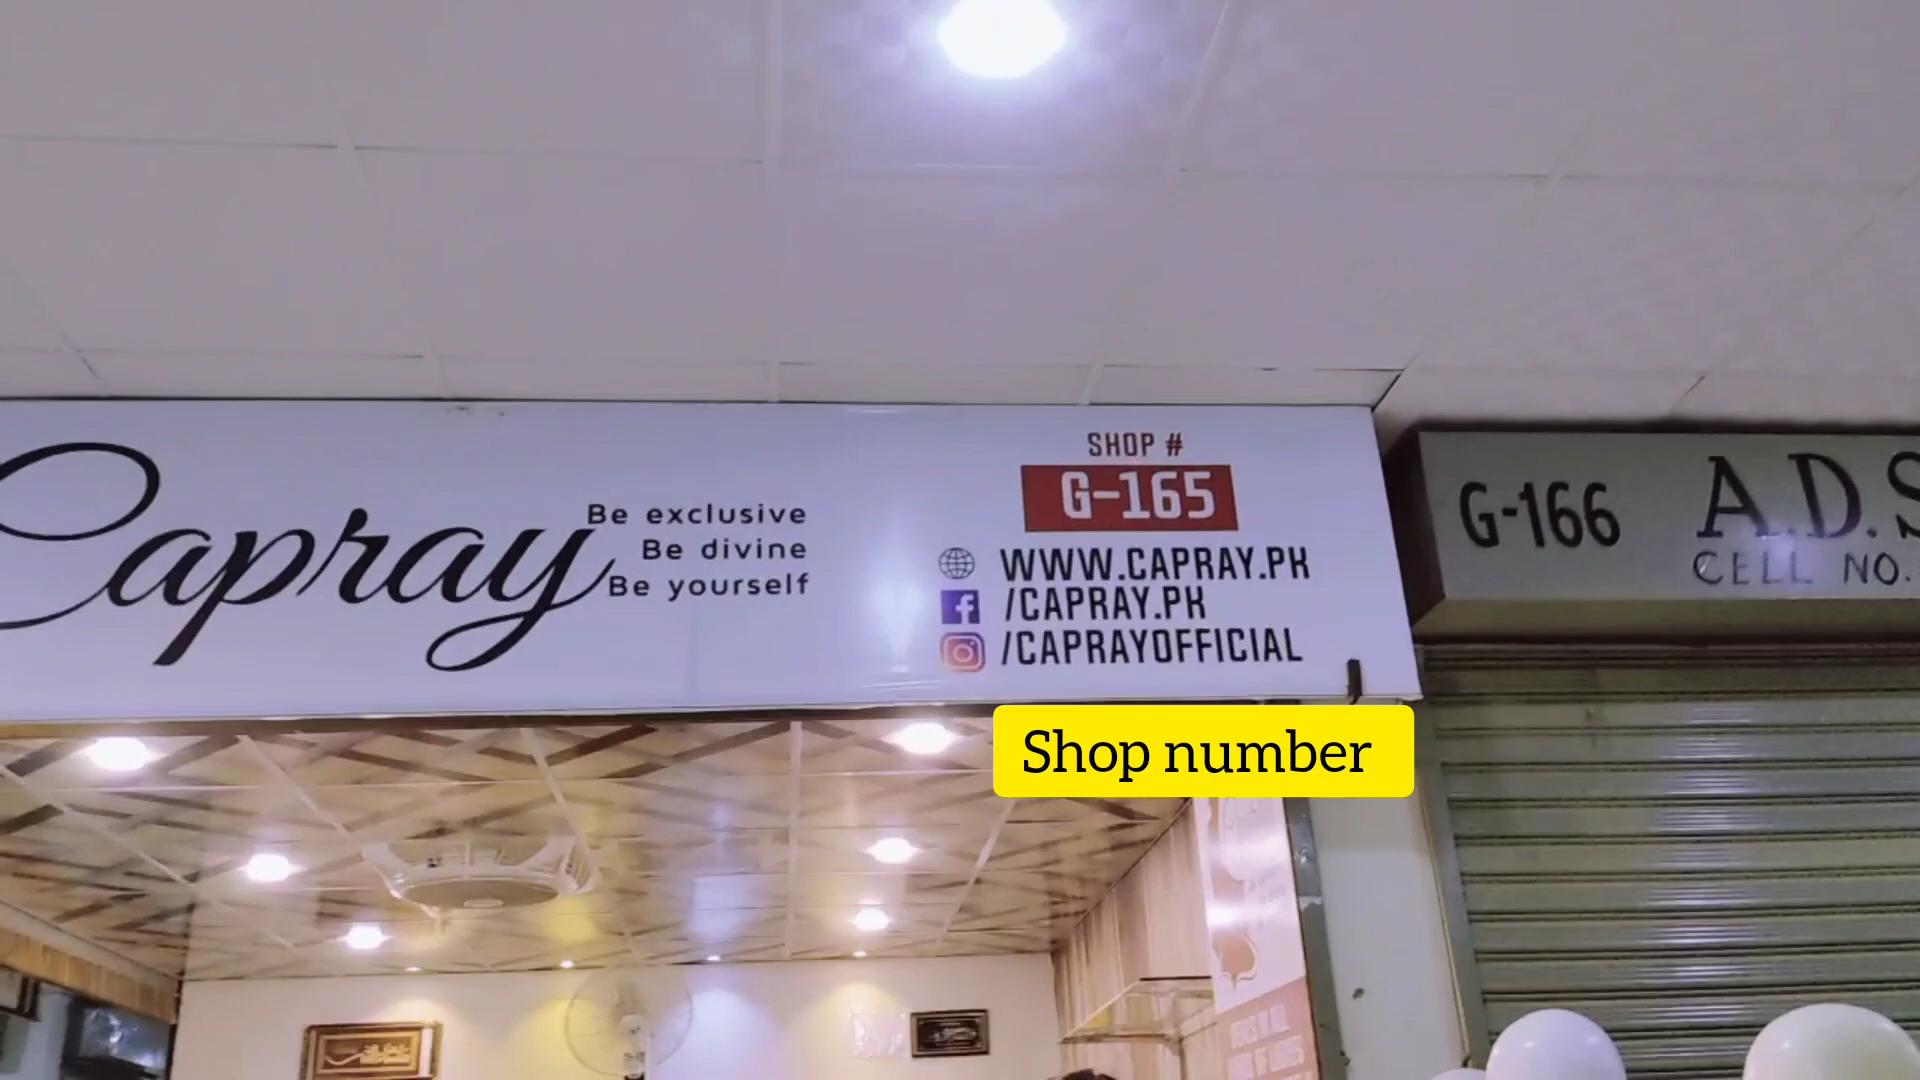 Capray
Be exclusive
Be divine
Be yourself
SHOP #
G-165
WWW.CAPRAY.PK
/CAPRAY.PK
/CAPRAYOFFICIAL
G-166 A.D.S
CELL NO.
Shop number